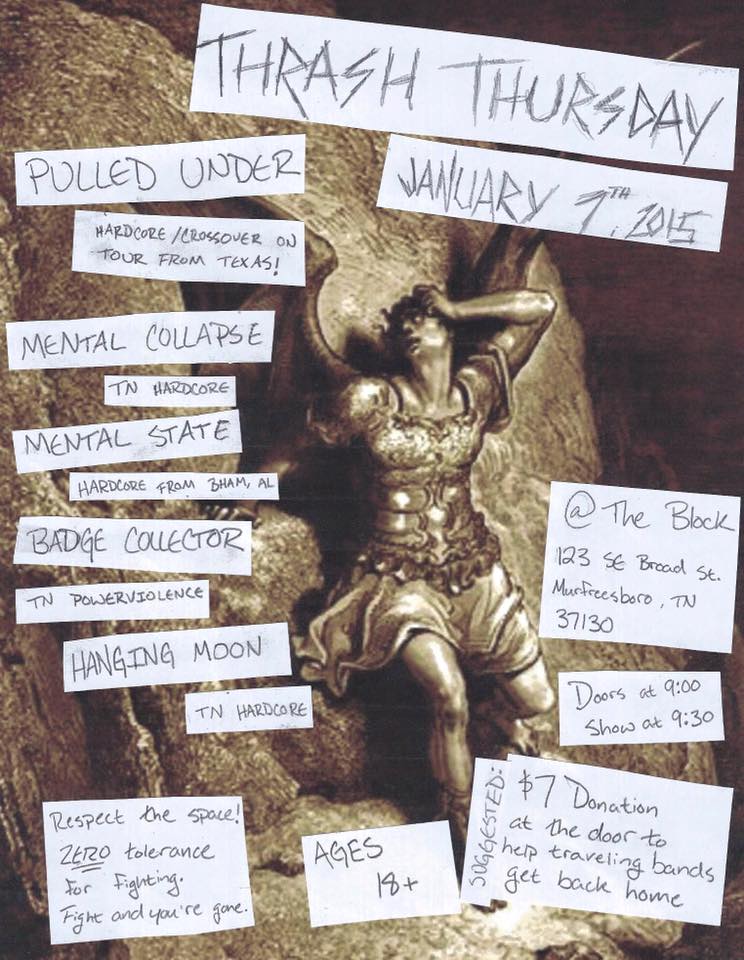 THRASH THURSDAY
JANUARY 7TH, 2015
PULLED UNDER
HARDCORE/CROSSOVER ON
TOUR FROM TEXAS!
MENTAL COLLAPSE
TN HARDCORE
MENTAL STATE
HARDCORE FROM BHAM, AL
BADGE COLLECTOR
TN POWERVIOLENCE
HANGING MOON
TN HARDCORE
@ The Block
123 SE Broad St.
Murfreesboro, TN
37130
Doors at 9:00
Show at 9:30
SUGGESTED:
$7 Donation
at the door to
help traveling bands
get back home
AGES
18+
Respect the space!
ZERO tolerance
for fighting.
Fight and you're gone.